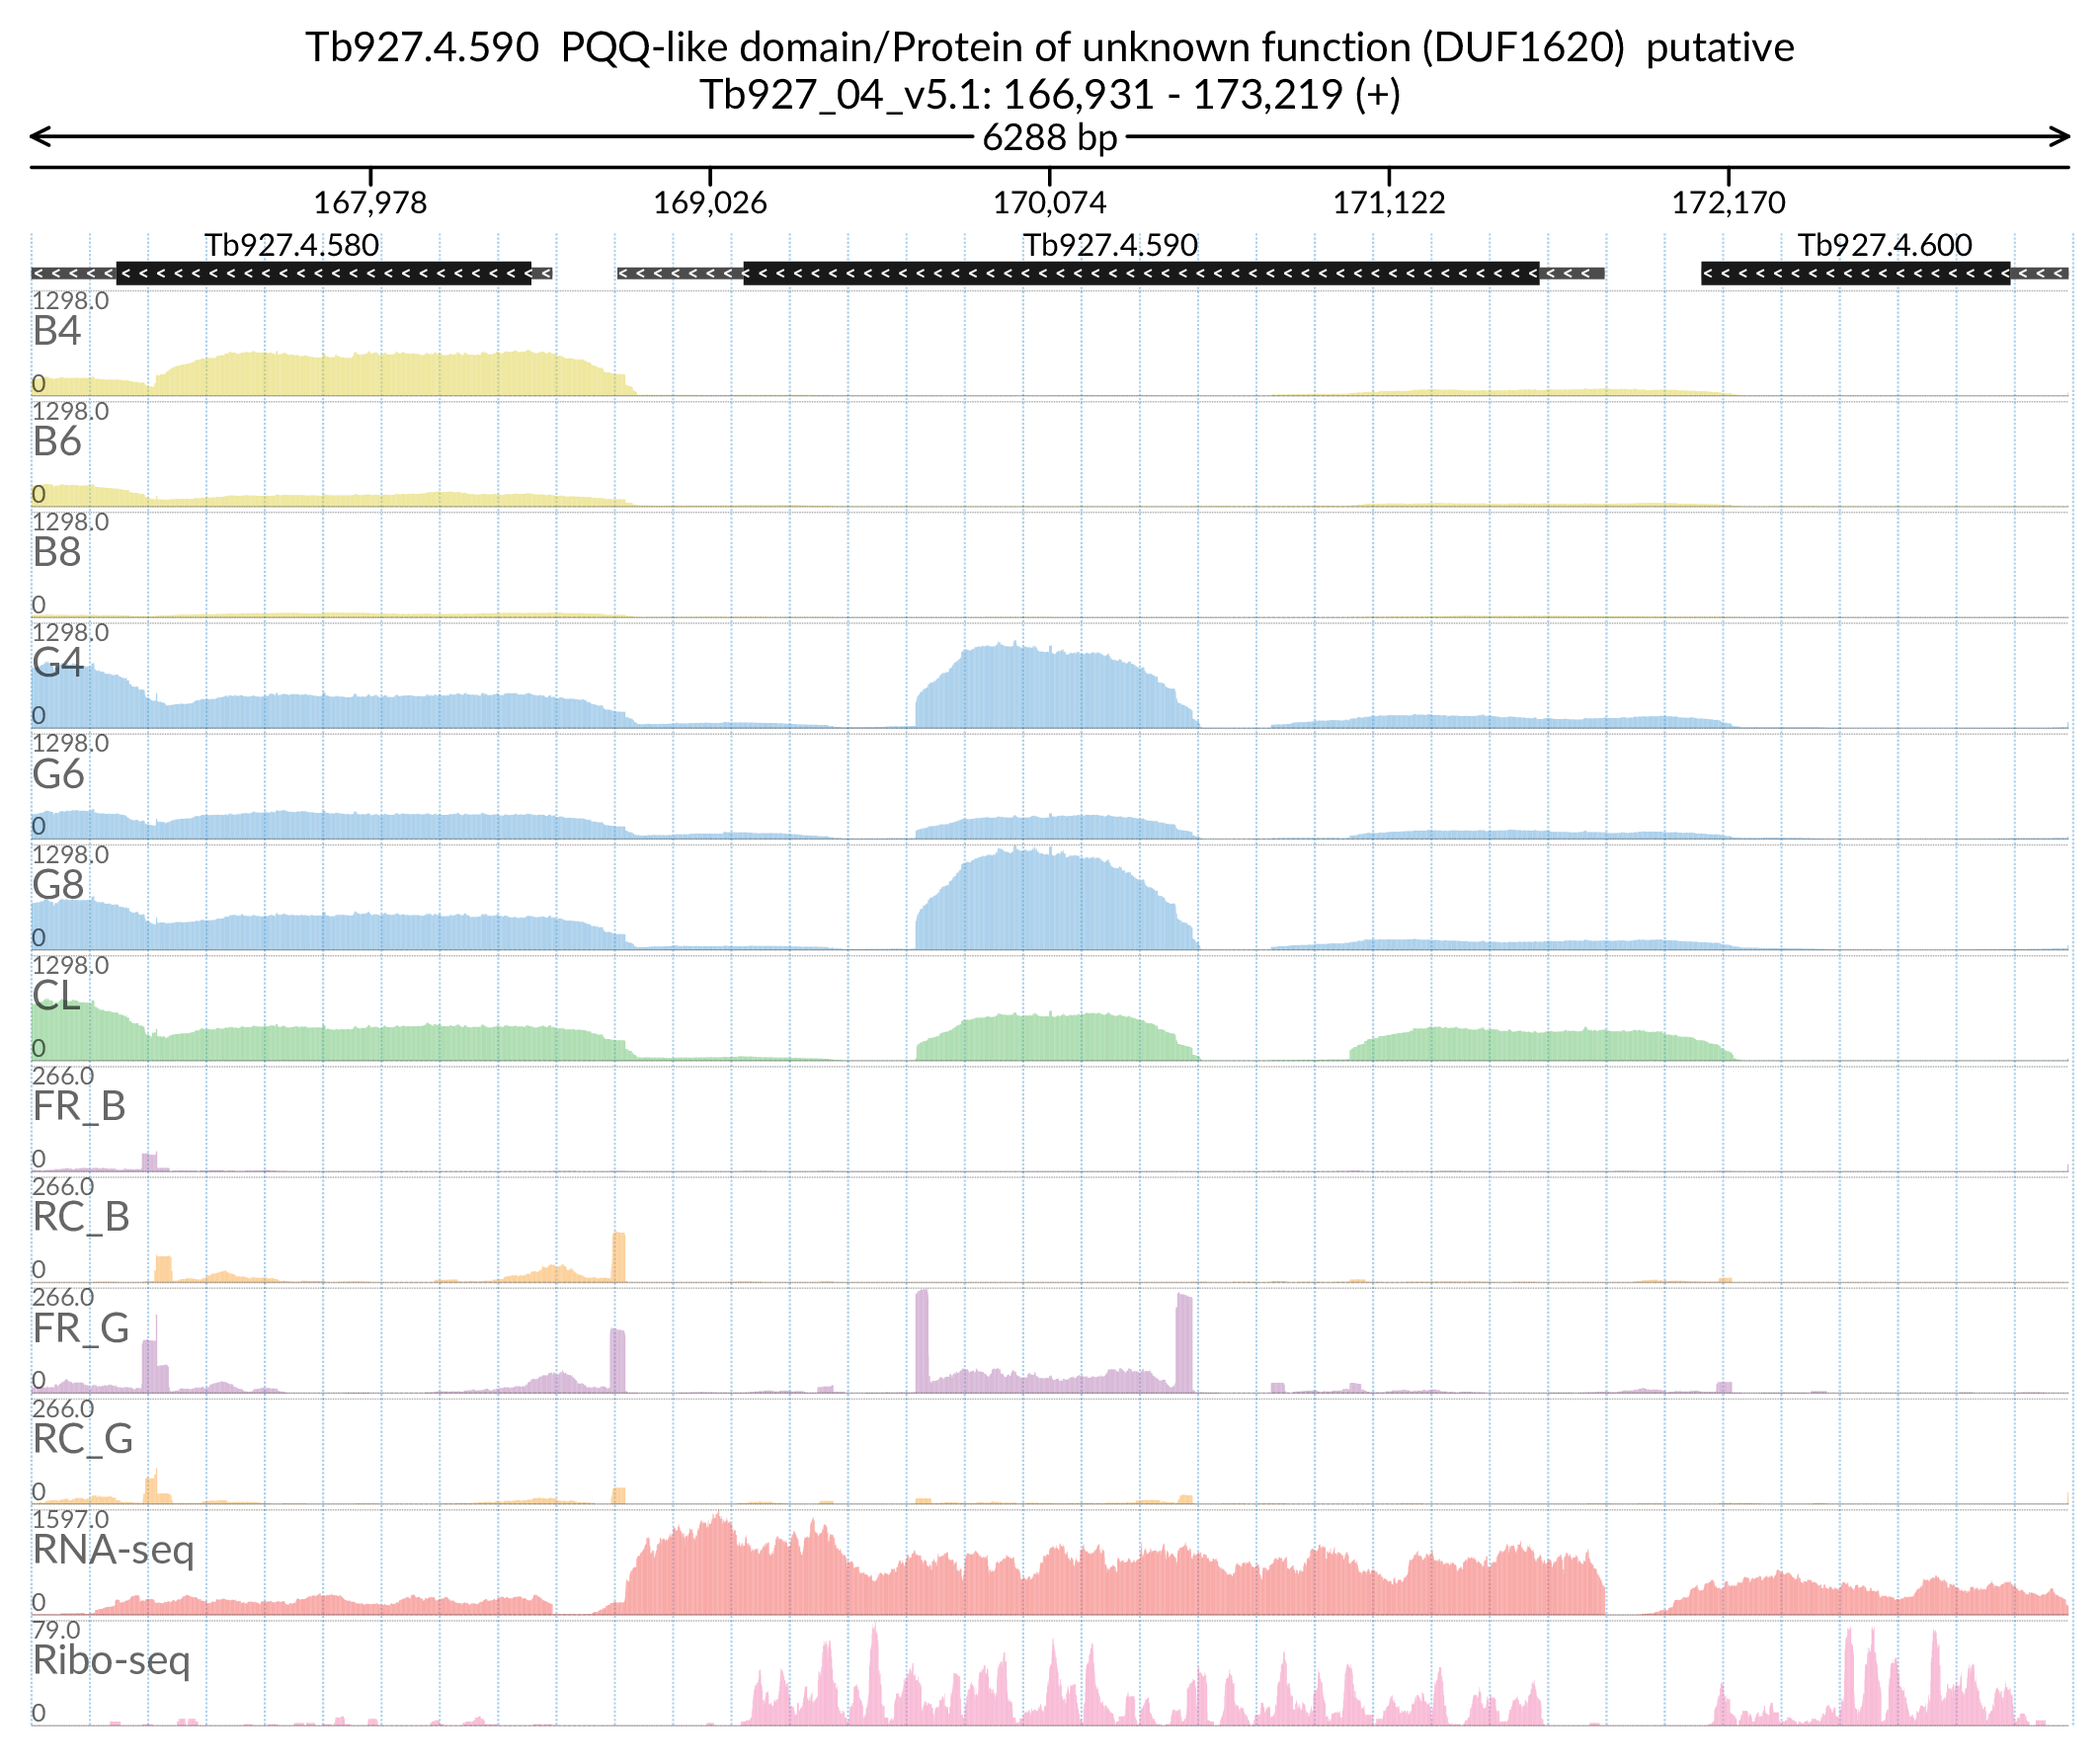 Tb927.4.590  PQQ-like domain/Protein of unknown function (DUF1620)  putative
Tb927_04_v5.1: 166,931 - 173,219 (+)
6288 bp
167,978 169,026 170,074 171,122 172,170
Tb927.4.580 Tb927.4.590 Tb927.4.600
1298.0
B4
0
1298.0
B6
0
1298.0
B8
0
1298.0
G4
0
1298.0
G6
0
1298.0
G8
0
1298.0
CL
0
266.0
FR_B
0
266.0
RC_B
0
266.0
FR_G
0
266.0
RC_G
0
1597.0
RNA-seq
0
79.0
Ribo-seq
0